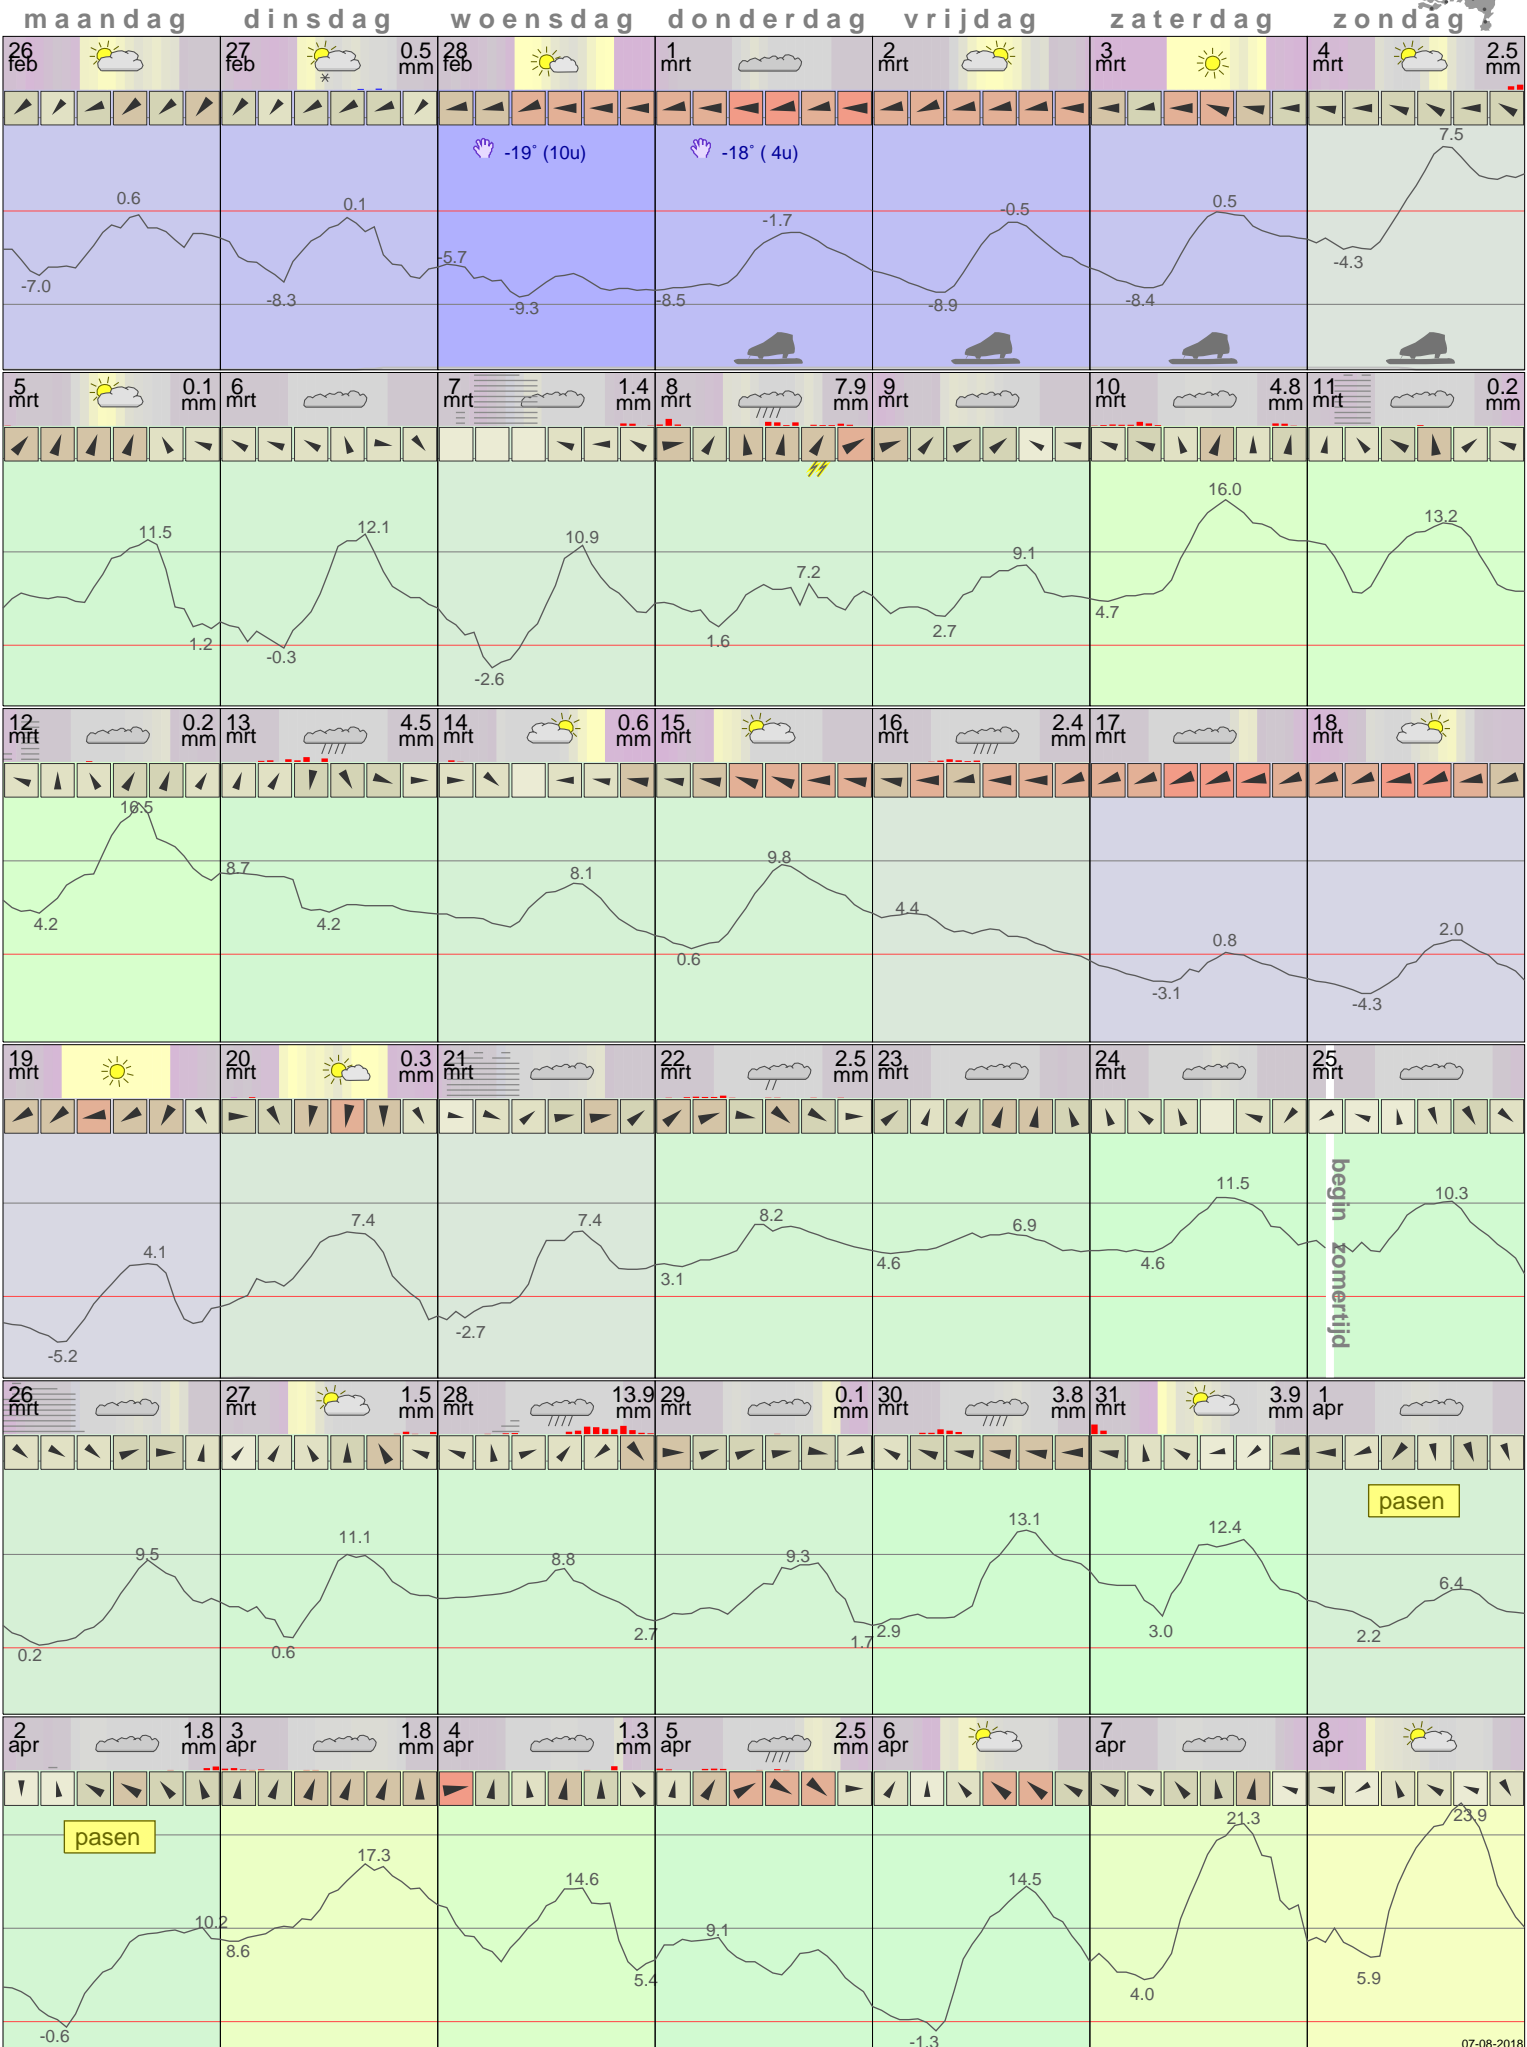 maandag dinsdag woensdag donderdag vrijdag zaterdag zondag
26 feb
27 feb 0.5 mm
28 feb
1 mrt
2 mrt
3 mrt
4 mrt 2.5 mm
-19° (10u) -18° ( 4u)
0.6 0.1 -5.7 -1.7 -0.5 0.5 7.5
-7.0 -8.3 -9.3 -8.5 -8.9 -8.4 -4.3
5 mrt 0.1 mm
6 mrt
7 mrt 1.4 mm
8 mrt 7.9 mm
9 mrt
10 mrt 4.8 mm
11 mrt 0.2 mm
11.5 12.1 10.9 7.2 9.1 16.0 13.2
1.2 -0.3 -2.6 1.6 2.7 4.7
12 mrt 0.2 mm
13 mrt 4.5 mm
14 mrt 0.6 mm
15 mrt
16 mrt 2.4 mm
17 mrt
18 mrt
16.5 8.7 8.1 9.8 4.4 0.8 2.0
4.2 4.2 0.6 -3.1 -4.3
19 mrt
20 mrt 0.3 mm
21 mrt
22 mrt 2.5 mm
23 mrt
24 mrt
25 mrt
begin zomertijd
4.1 7.4 7.4 8.2 6.9 11.5 10.3
-5.2 -2.7 3.1 4.6 4.6
26 mrt
27 mrt 1.5 mm
28 mrt 13.9 mm
29 mrt 0.1 mm
30 mrt 3.8 mm
31 mrt 3.9 mm
1 apr
pasen
9.5 11.1 8.8 9.3 13.1 12.4 6.4
0.2 0.6 2.7 1.7 2.9 3.0 2.2
2 apr 1.8 mm
3 apr 1.8 mm
4 apr 1.3 mm
5 apr 2.5 mm
6 apr
7 apr
8 apr
pasen
10.2 17.3 14.6 9.1 14.5 21.3 23.9
-0.6 8.6 5.4 -1.3 4.0 5.9
07-08-2018